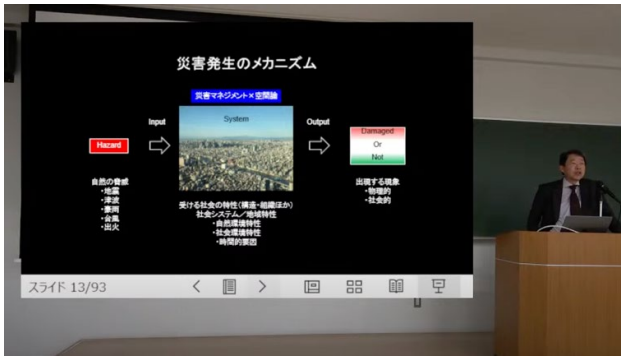 災害発生のメカニズム
災害マネジメント×空間論
Input
System
Output
Hazard
Damaged
Or
Not
自然の脅威
・地震
・津波
・豪雨
・台風
・出火
受ける社会の特性(構造・組織ほか)
社会システム/地域特性
・自然環境特性
・社会環境特性
・時間的要因
出現する現象
・物理的
・社会的
スライド 13/93